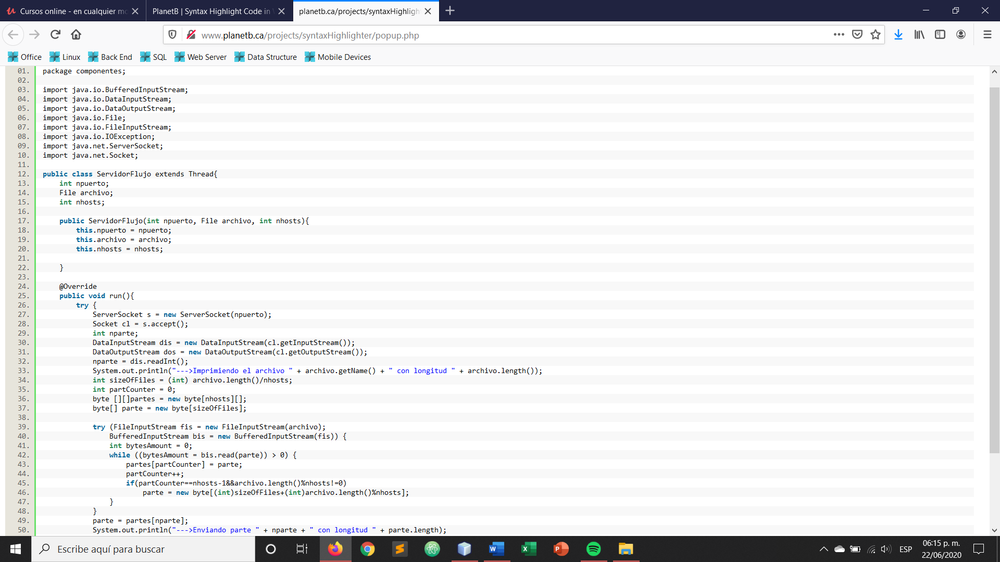 Cursos online - en cualquier mo
PlanetB | Syntax Highlight Code in
planetb.ca/projects/syntaxHighligh
www.planetb.ca/projects/syntaxHighlighter/popup.php
Office Linux Back End SQL Web Server Data Structure Mobile Devices
01. package componentes;
02.
03. import java.io.BufferedInputStream;
04. import java.io.DataInputStream;
05. import java.io.DataOutputStream;
06. import java.io.File;
07. import java.io.FileInputStream;
08. import java.io.IOException;
09. import java.net.ServerSocket;
10. import java.net.Socket;
11.
12. public class ServidorFlujo extends Thread{
13. int npuerto;
14. File archivo;
15. int nhosts;
16.
17. public ServidorFlujo(int npuerto, File archivo, int nhosts){
18. this.npuerto = npuerto;
19. this.archivo = archivo;
20. this.nhosts = nhosts;
21.
22. }
23.
24. @Override
25. public void run(){
26. try {
27. ServerSocket s = new ServerSocket(npuerto);
28. Socket cl = s.accept();
29. int nparte;
30. DataInputStream dis = new DataInputStream(cl.getInputStream());
31. DataOutputStream dos = new DataOutputStream(cl.getOutputStream());
32. nparte = dis.readInt();
33. System.out.println("--->Imprimiendo el archivo " + archivo.getName() + " con longitud " + archivo.length());
34. int sizeOfFiles = (int) archivo.length()/nhosts;
35. int partCounter = 0;
36. byte [][]partes = new byte[nhosts][];
37. byte[] parte = new byte[sizeOfFiles];
38.
39. try (FileInputStream fis = new FileInputStream(archivo);
40. BufferedInputStream bis = new BufferedInputStream(fis)) {
41. int bytesAmount = 0;
42. while ((bytesAmount = bis.read(parte)) > 0) {
43. partes[partCounter] = parte;
44. partCounter++;
45. if(partCounter==nhosts-1&&archivo.length()%nhosts!=0)
46. parte = new byte[(int)sizeOfFiles+(int)archivo.length()%nhosts];
47. }
48. }
49. parte = partes[nparte];
50. System.out.println("--->Enviando parte " + nparte + " con longitud " + parte.length);
Escribe aquí para buscar
ESP
06:15 p. m.
22/06/2020